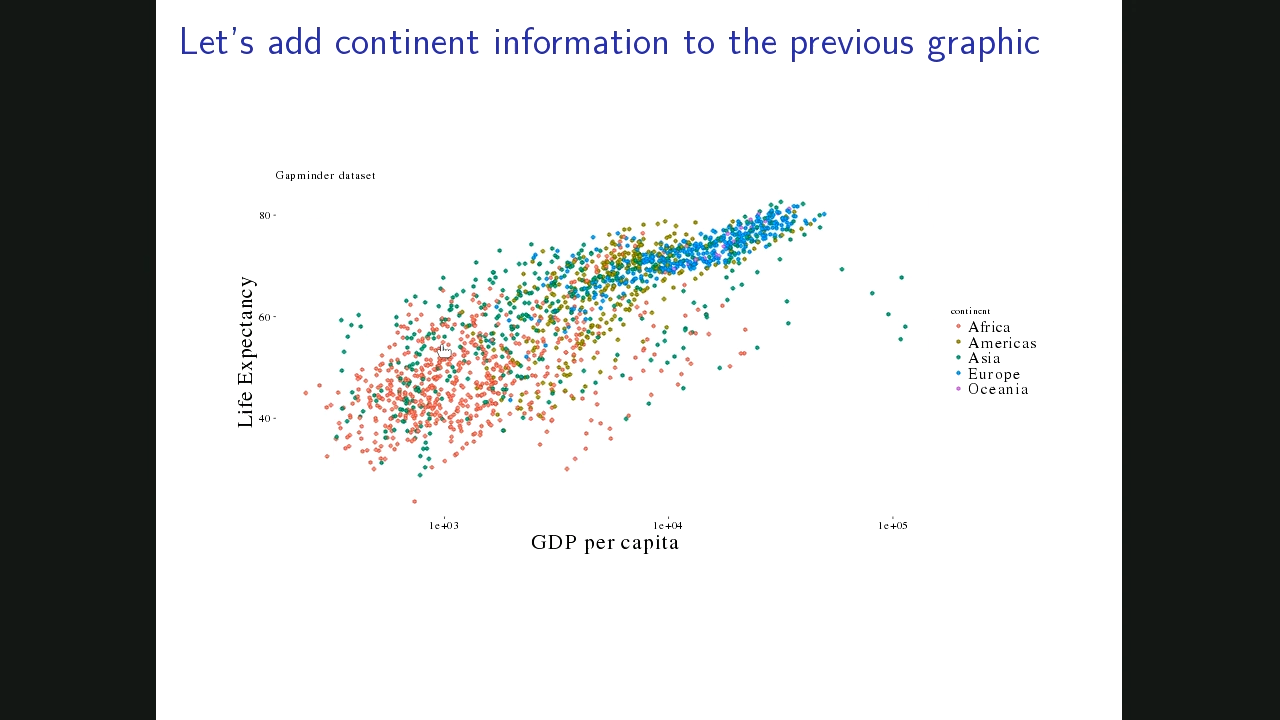 Let's add continent information to the previous graphic
Gapminder dataset
80
60
40
Life Expectancy
1e+03
1e+04
1e+05
GDP per capita
continent
Africa
Americas
Asia
Europe
Oceania